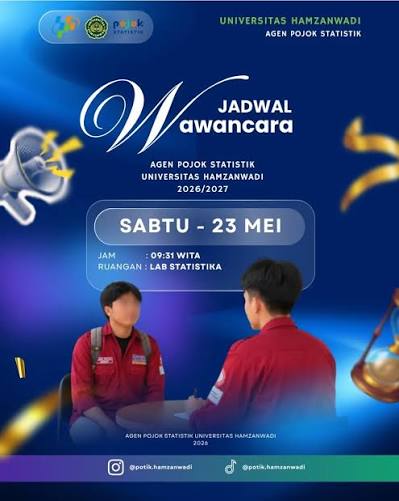 pojok
STATISTIK
UNIVERSITAS HAMZANWADI
AGEN POJOK STATISTIK
JADWAL
Wawancara
AGEN POJOK STATISTIK
UNIVERSITAS HAMZANWADI
2026/2027
SABTU - 23 MEI
JAM : 09:31 WITA
RUANGAN : LAB STATISTIKA
AGEN POJOK STATISTIK UNIVERSITAS HAMZANWADI
2026
@potik.hamzanwadi
@potik.hamzanwadi